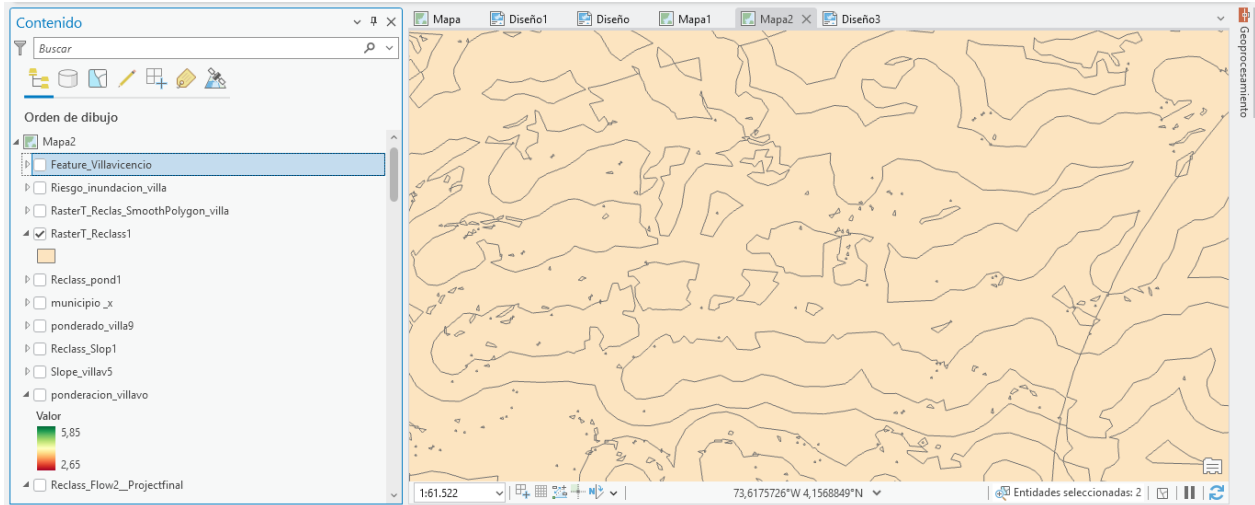 Contenido
Buscar
Orden de dibujo
Mapa2
Feature_Villavicencio
Riesgo_inundacion_villa
RasterT_Reclas_SmoothPolygon_villa
RasterT_Reclass1
Reclass_pond1
municipio _x
ponderado_villa9
Reclass_Slop1
Slope_villav5
ponderacion_villavo
Valor
5,85
2,65
Reclass_Flow2__Projectfinal
Mapa Diseño1 Diseño Mapa1 Mapa2 Diseño3
1:61.522 73,6175726°W 4,1568849°N Entidades seleccionadas: 2
Geoprocesamiento